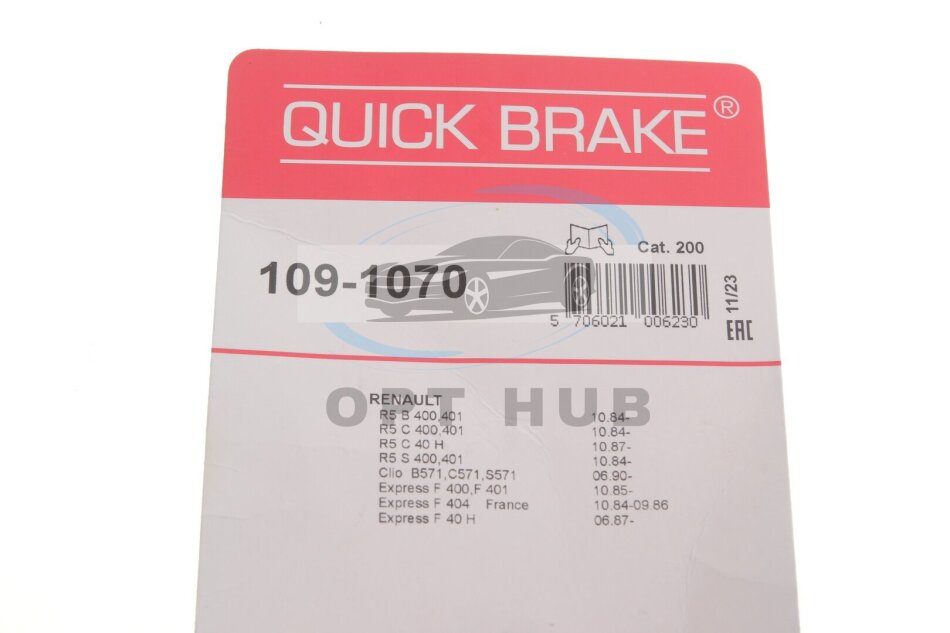 QUICK BRAKE®
Cat. 200
109-1070
5 706021 006230
11/23
EAC
OPT HUB
RENAULT
R5 B 400,401 10.84-
R5 C 400,401 10.84-
R5 C 40 H 10.87-
R5 S 400,401 10.84-
Clio B571,C571,S571 06.90-
Express F 400,F 401 10.85-
Express F 404 France 10.84-09.86
Express F 40 H 06.87-